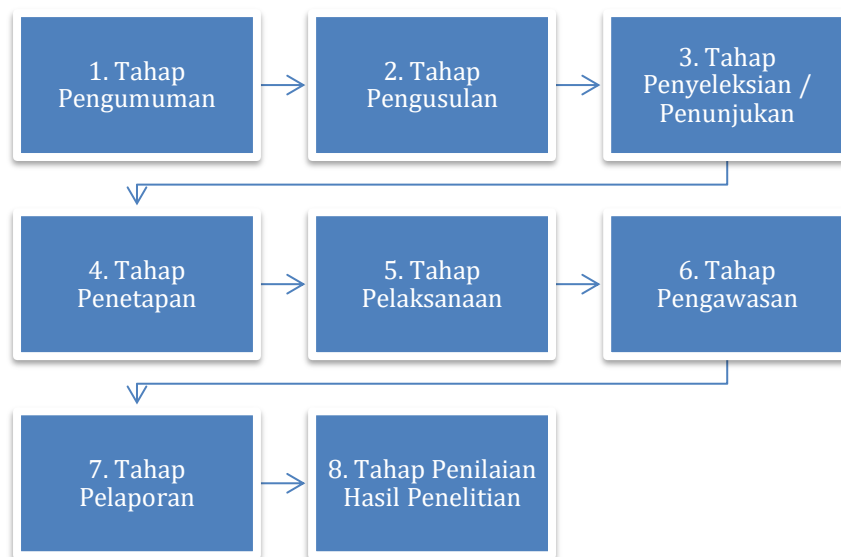 1. Tahap
Pengumuman
2. Tahap
Pengusulan
3. Tahap
Penyeleksian /
Penunjukan
4. Tahap
Penetapan
5. Tahap
Pelaksanaan
6. Tahap
Pengawasan
7. Tahap
Pelaporan
8. Tahap Penilaian
Hasil Penelitian